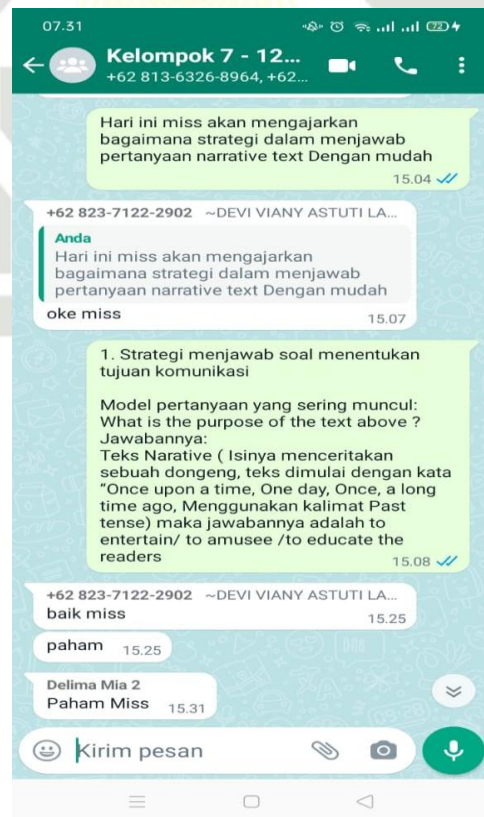 07.31
72
Kelompok 7 - 12...
+62 813-6326-8964, +62...
Hari ini miss akan mengajarkan
bagaimana strategi dalam menjawab
pertanyaan narrative text Dengan mudah
15.04
+62 823-7122-2902 ~DEVI VIANY ASTUTI LA...
Anda
Hari ini miss akan mengajarkan
bagaimana strategi dalam menjawab
pertanyaan narrative text Dengan mudah
oke miss
15.07
1. Strategi menjawab soal menentukan
tujuan komunikasi
Model pertanyaan yang sering muncul:
What is the purpose of the text above ?
Jawabannya:
Teks Narative ( Isinya menceritakan
sebuah dongeng, teks dimulai dengan kata
"Once upon a time, One day, Once, a long
time ago, Menggunakan kalimat Past
tense) maka jawabannya adalah to
entertain/ to amusee /to educate the
readers
15.08
+62 823-7122-2902 ~DEVI VIANY ASTUTI LA...
baik miss
15.25
paham 15.25
Delima Mia 2
Paham Miss 15.31
Kirim pesan